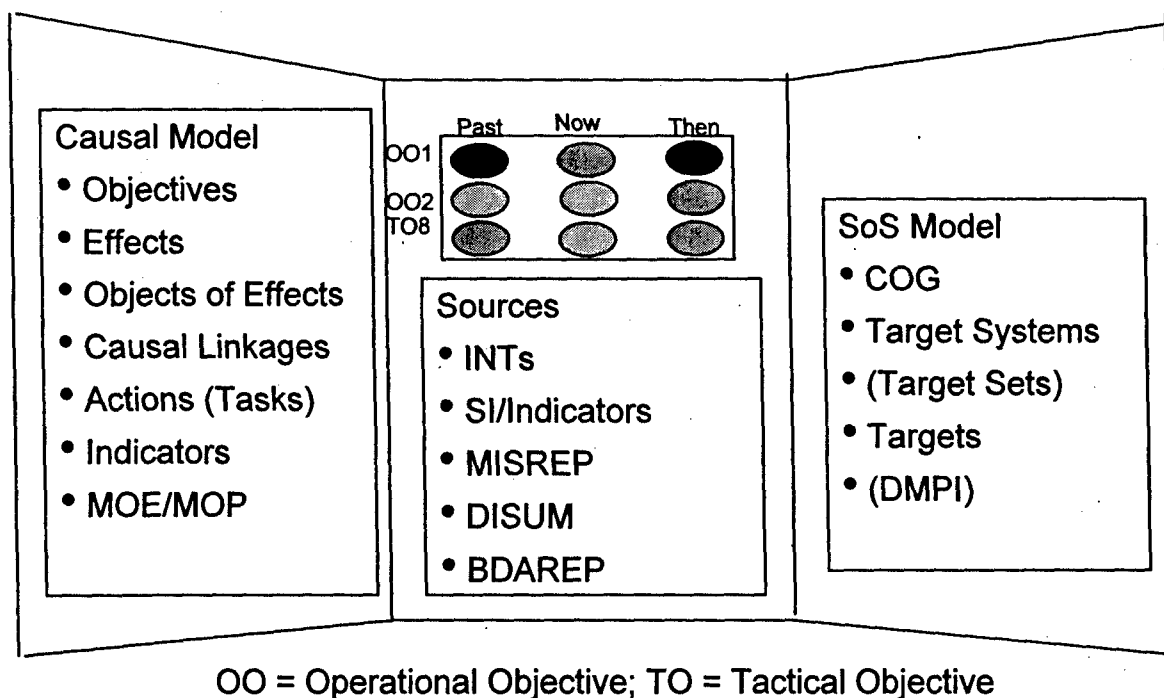 Causal Model
• Objectives
• Effects
• Objects of Effects
• Causal Linkages
• Actions (Tasks)
• Indicators
• MOE/MOP
Past Now Then
OO1
OO2
TO8
Sources
• INTs
• SI/Indicators
• MISREP
• DISUM
• BDAREP
SoS Model
• COG
• Target Systems
• (Target Sets)
• Targets
• (DMPI)
OO = Operational Objective; TO = Tactical Objective